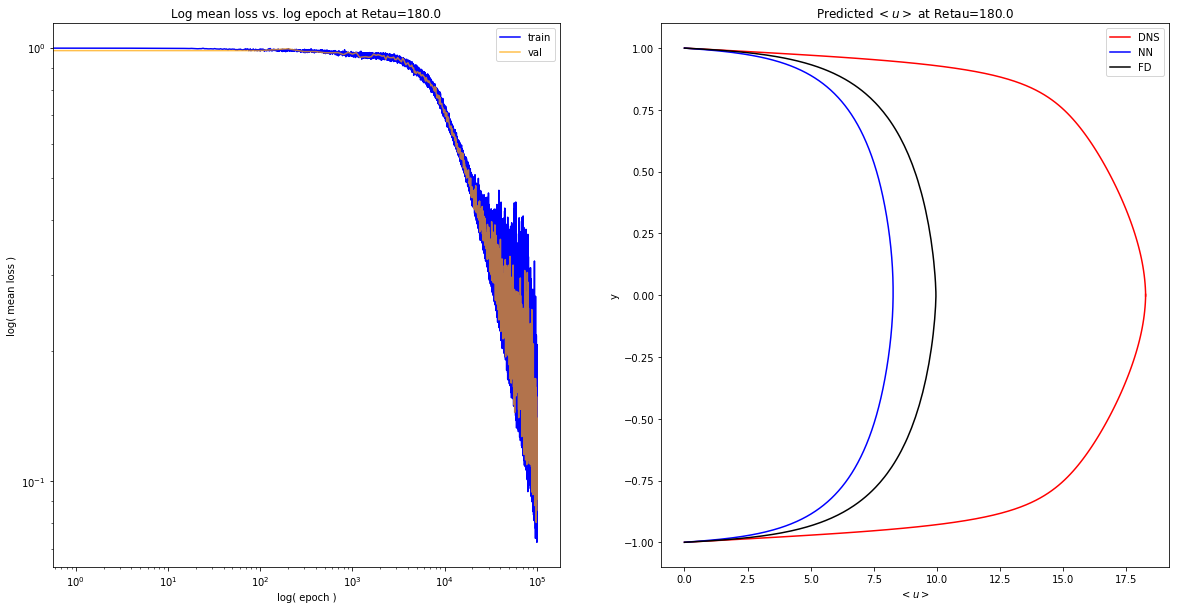 Log mean loss vs. log epoch at Retau=180.0
train
val
10⁰
10⁻¹
log( mean loss )
10⁰
10¹
10²
10³
10⁴
10⁵
log( epoch )
Predicted < u > at Retau=180.0
DNS
NN
FD
1.00
0.75
0.50
0.25
0.00
−0.25
−0.50
−0.75
−1.00
y
0.0
2.5
5.0
7.5
10.0
12.5
15.0
17.5
< u >